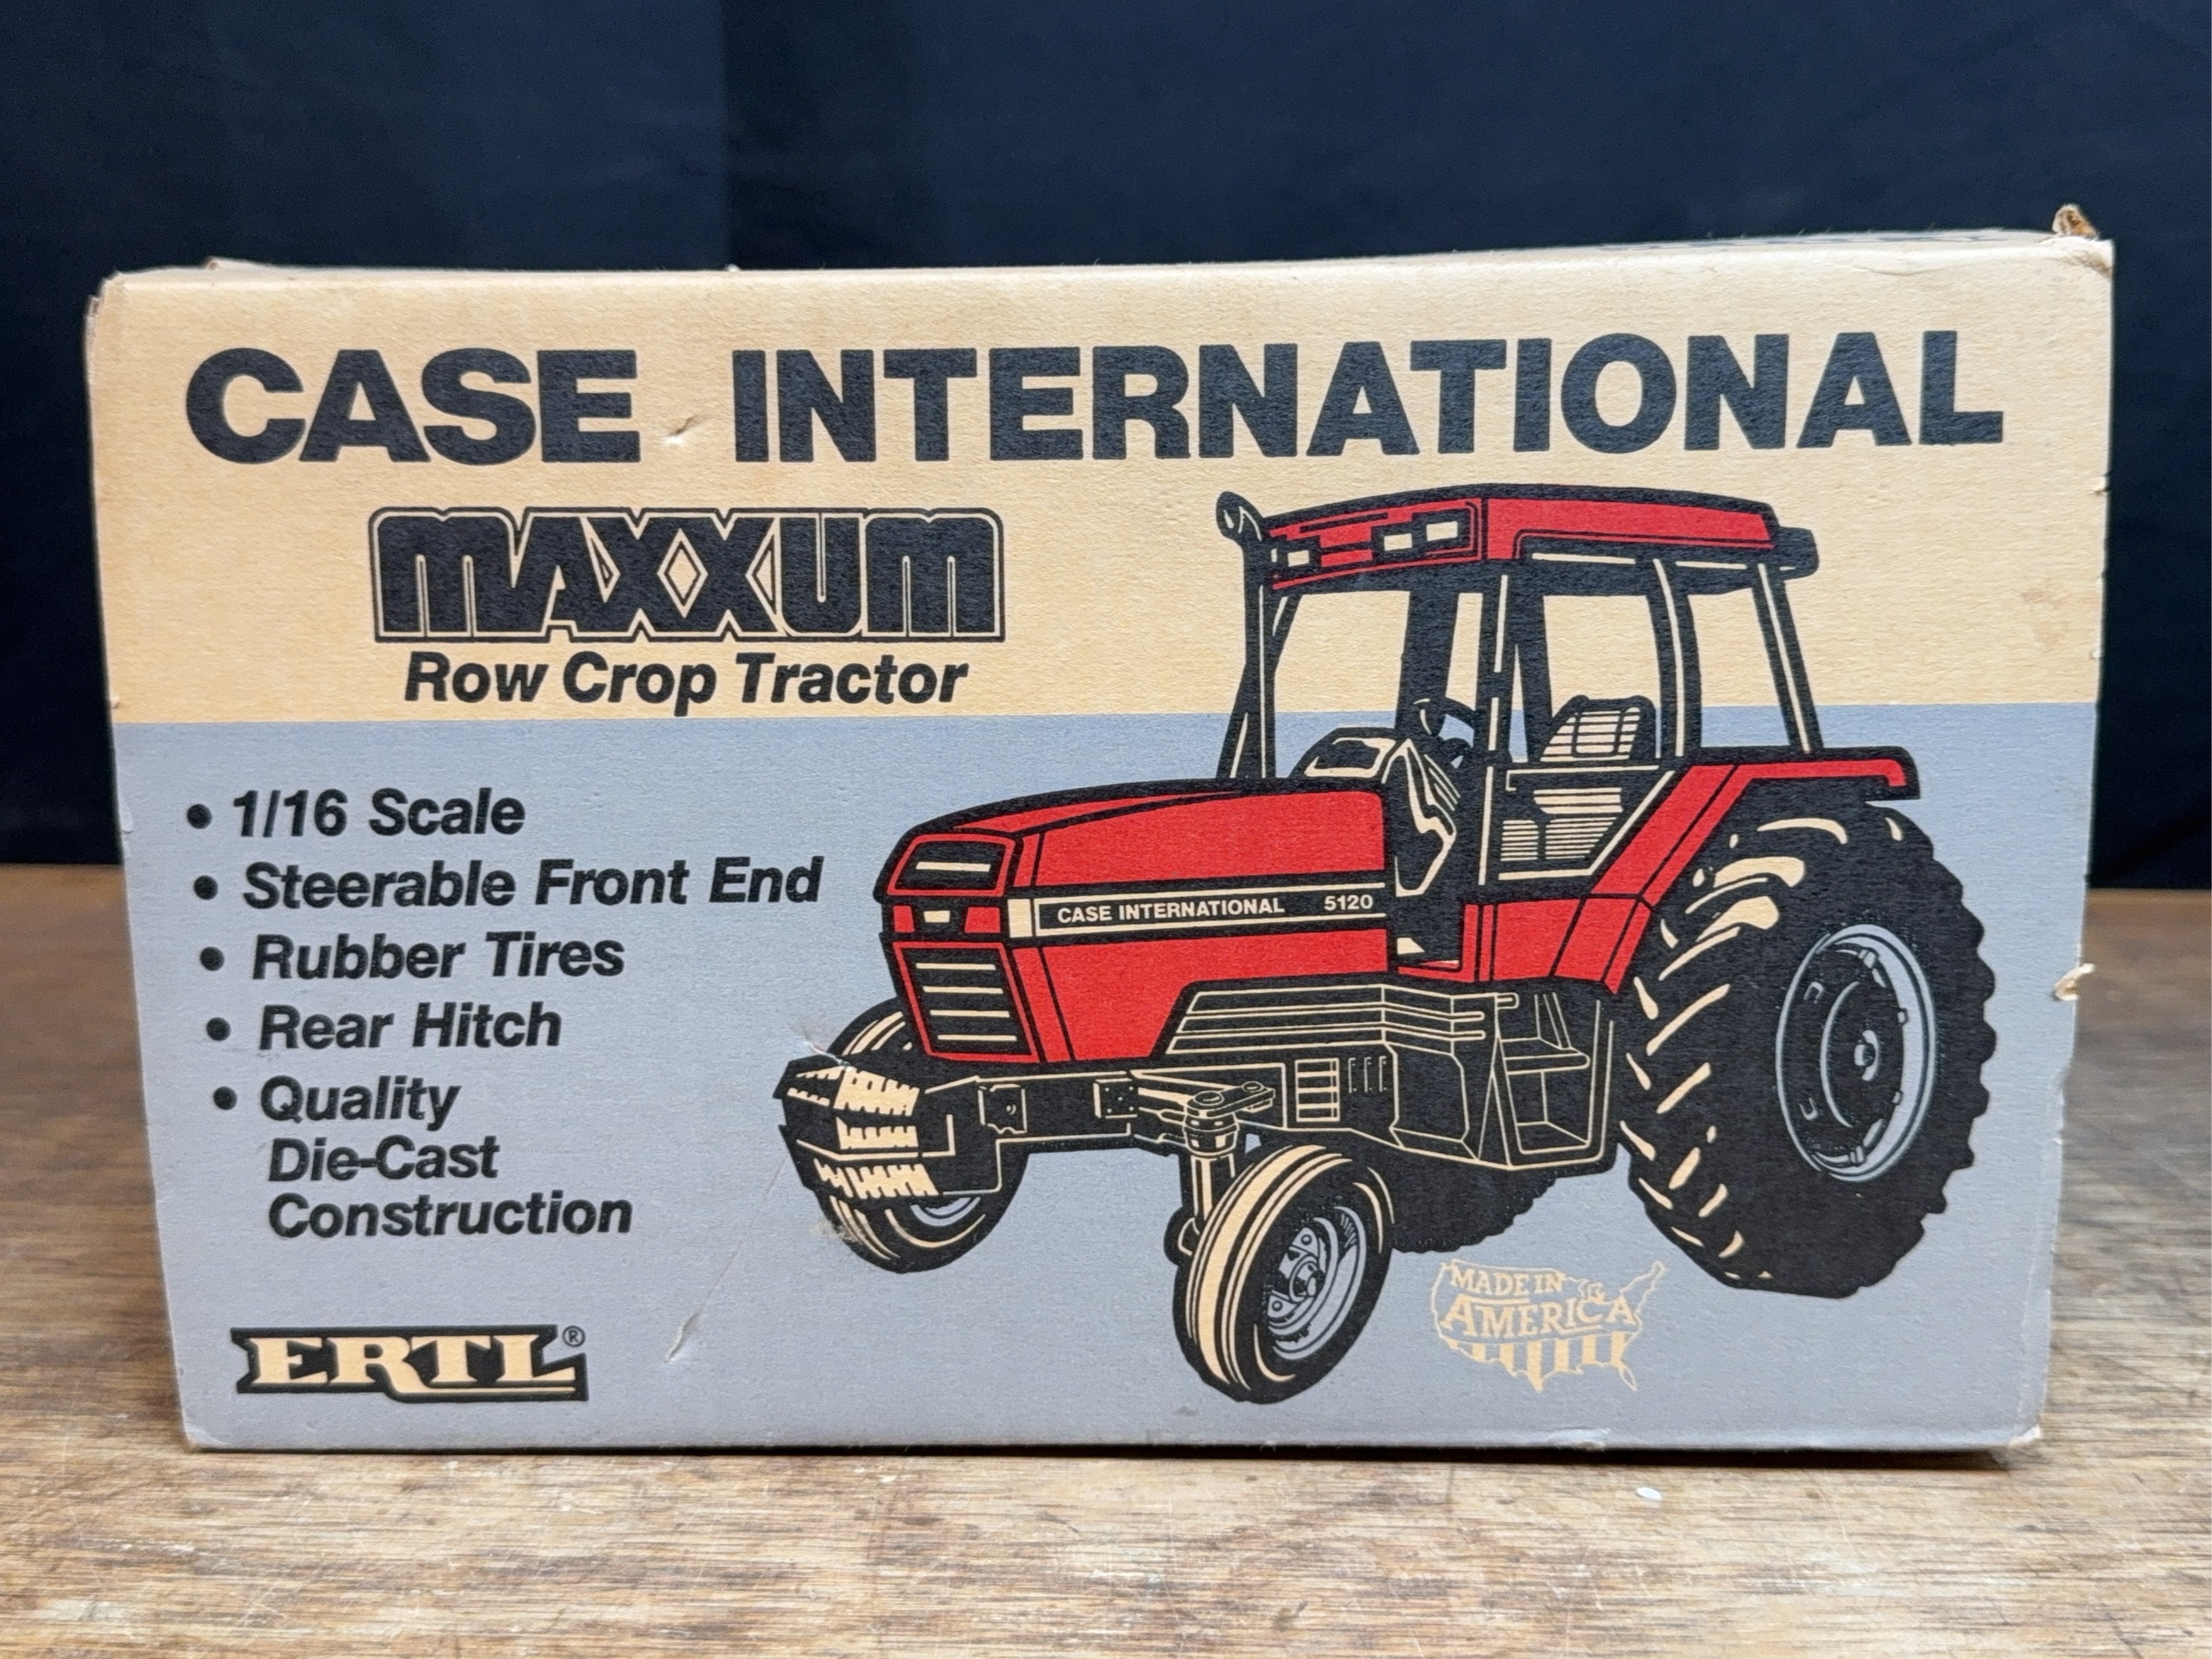 CASE INTERNATIONAL
MAXXUM
Row Crop Tractor
• 1/16 Scale
• Steerable Front End
• Rubber Tires
• Rear Hitch
• Quality
Die-Cast
Construction
CASE INTERNATIONAL 5120
ERTL®
MADE IN
AMERICA